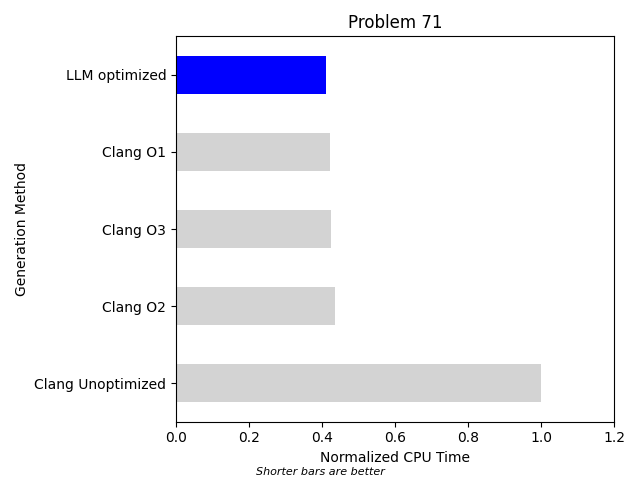 Problem 71
LLM optimized
Clang O1
Clang O3
Clang O2
Clang Unoptimized
Generation Method
0.0 0.2 0.4 0.6 0.8 1.0 1.2
Normalized CPU Time
Shorter bars are better